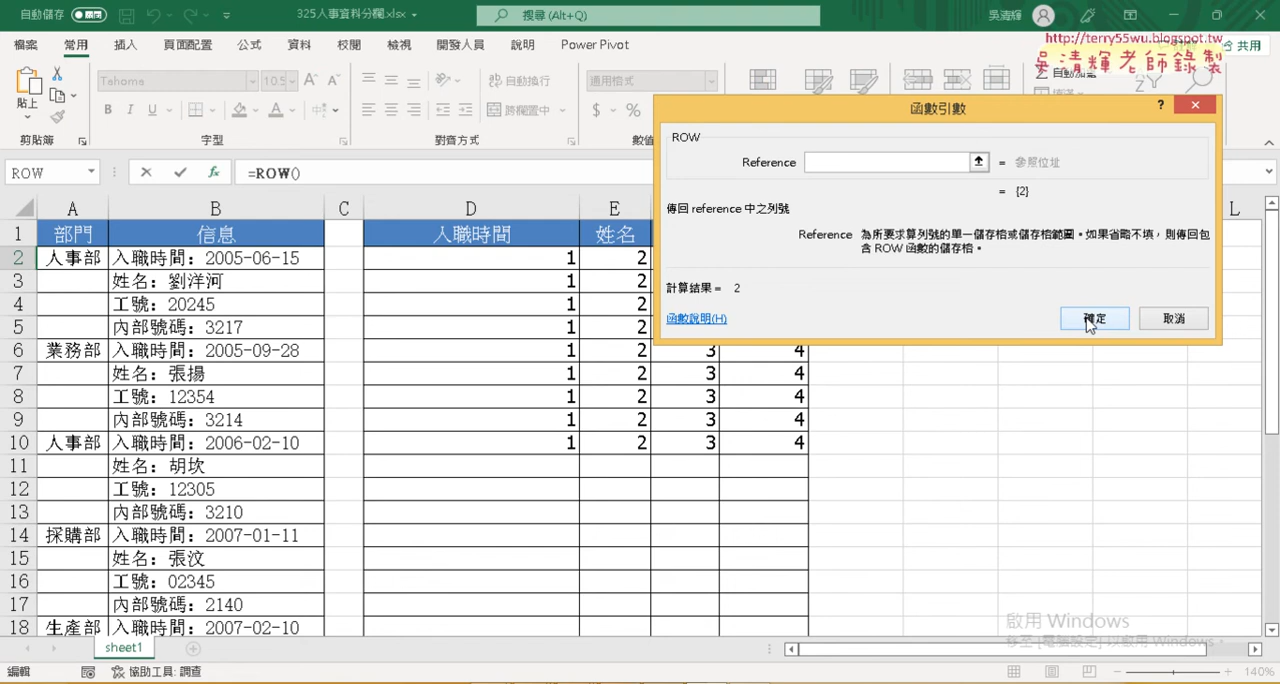 自動儲存
325人事資料分欄.xlsx
搜尋 (Alt+Q)
吳清輝
http://terry55wu.blogspot.tw
吳清輝老師錄製
共用
檔案 常用 插入 頁面配置 公式 資料 校閱 檢視 開發人員 說明 Power Pivot
貼上
Tahoma
自動換行
通用格式
B I U
跨欄置中
$ %
剪貼簿 字型 對齊方式
函數引數
?
ROW
Reference = 參照位址
= {2}
傳回 reference 中之列號
Reference 為所要求算列號的單一儲存格或儲存格範圍。如果省略不填，則傳回包
含 ROW 函數的儲存格。
計算結果 = 2
函數說明(H)
確定 取消
ROW
fx =ROW()
A B C D E L
1 部門 信息 入職時間 姓名
2 人事部 入職時間：2005-06-15 1 2
3 姓名：劉洋河 1 2
4 工號：20245 1 2
5 內部號碼：3217 1 2
6 業務部 入職時間：2005-09-28 1 2 3 4
7 姓名：張揚 1 2 3 4
8 工號：12354 1 2 3 4
9 內部號碼：3214 1 2 3 4
10 人事部 入職時間：2006-02-10 1 2 3 4
11 姓名：胡坎
12 工號：12305
13 內部號碼：3210
14 採購部 入職時間：2007-01-11
15 姓名：張汶
16 工號：02345
17 內部號碼：2140
18 生產部 入職時間：2007-02-10
啟用 Windows
sheet1
編輯 協助工具: 調查
140%